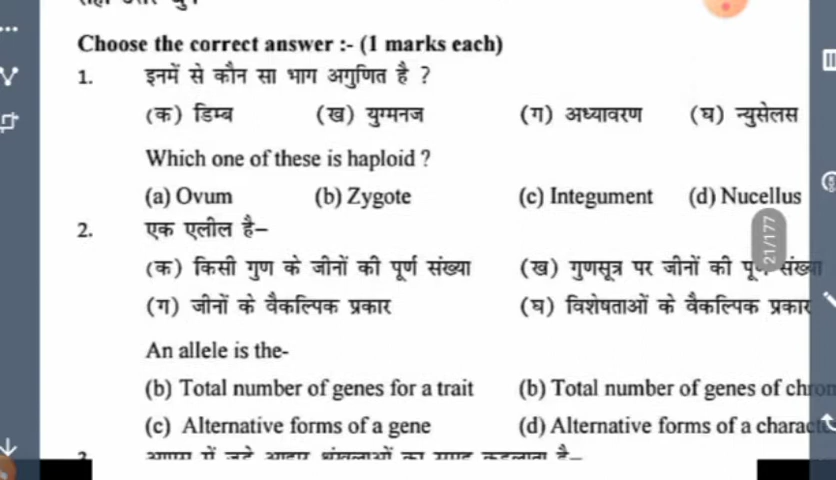 Choose the correct answer :- (1 marks each)
1. इनमें से कौन सा भाग अगुणित है ?
(क) डिम्ब (ख) युग्मनज (ग) अध्यावरण (घ) न्युसेलस
Which one of these is haploid ?
(a) Ovum (b) Zygote (c) Integument (d) Nucellus
2. एक एलील है–
21/177
(क) किसी गुण के जीनों की पूर्ण संख्या (ख) गुणसूत्र पर जीनों की संख्या
(ग) जीनों के वैकल्पिक प्रकार (घ) विशेषताओं के वैकल्पिक प्रकार
An allele is the-
(b) Total number of genes for a trait (b) Total number of genes of
(c) Alternative forms of a gene (d) Alternative forms of a